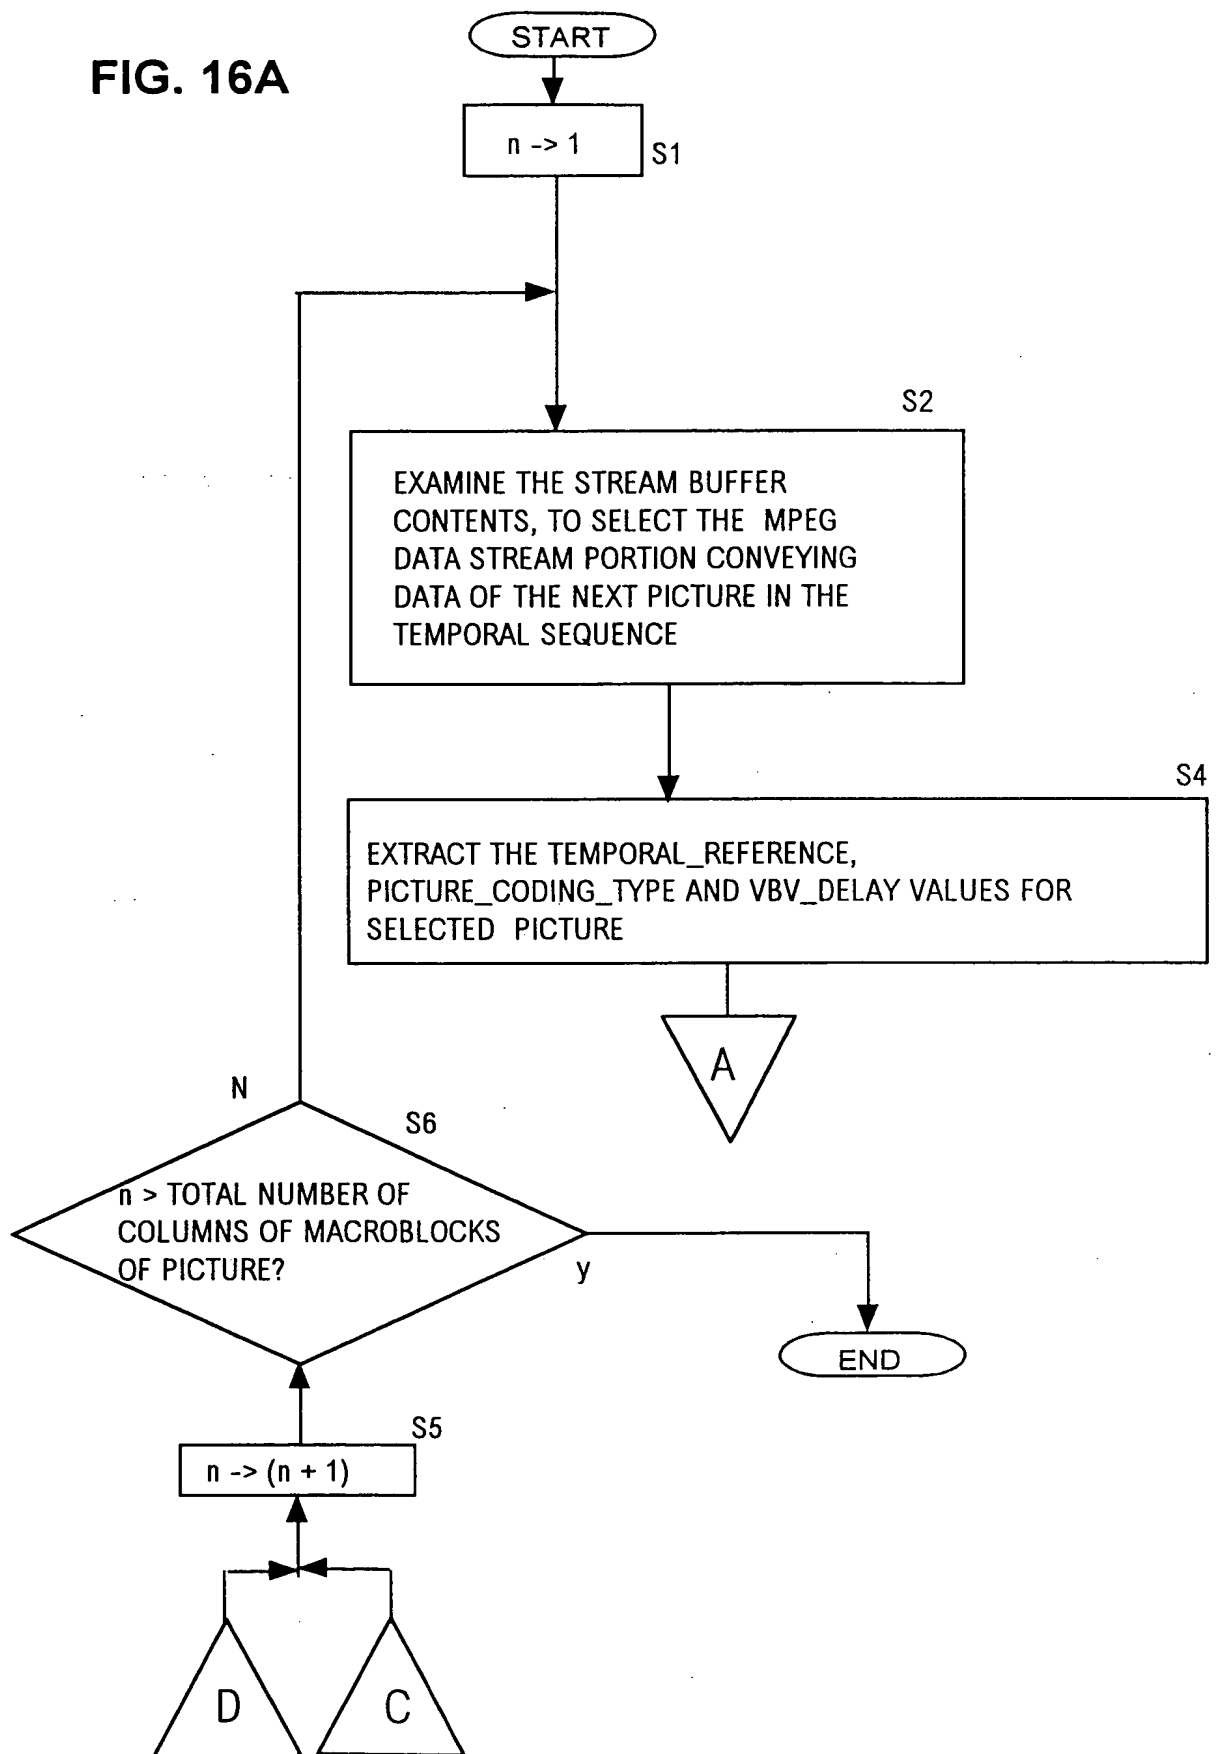 START
FIG. 16A
n -> 1
S1
S2
EXAMINE THE STREAM BUFFER
CONTENTS, TO SELECT THE MPEG
DATA STREAM PORTION CONVEYING
DATA OF THE NEXT PICTURE IN THE
TEMPORAL SEQUENCE
S4
EXTRACT THE TEMPORAL_REFERENCE,
PICTURE_CODING_TYPE AND VBV_DELAY VALUES FOR
SELECTED PICTURE
A
N
S6
n > TOTAL NUMBER OF
COLUMNS OF MACROBLOCKS
OF PICTURE?
y
END
S5
n -> (n + 1)
D
C